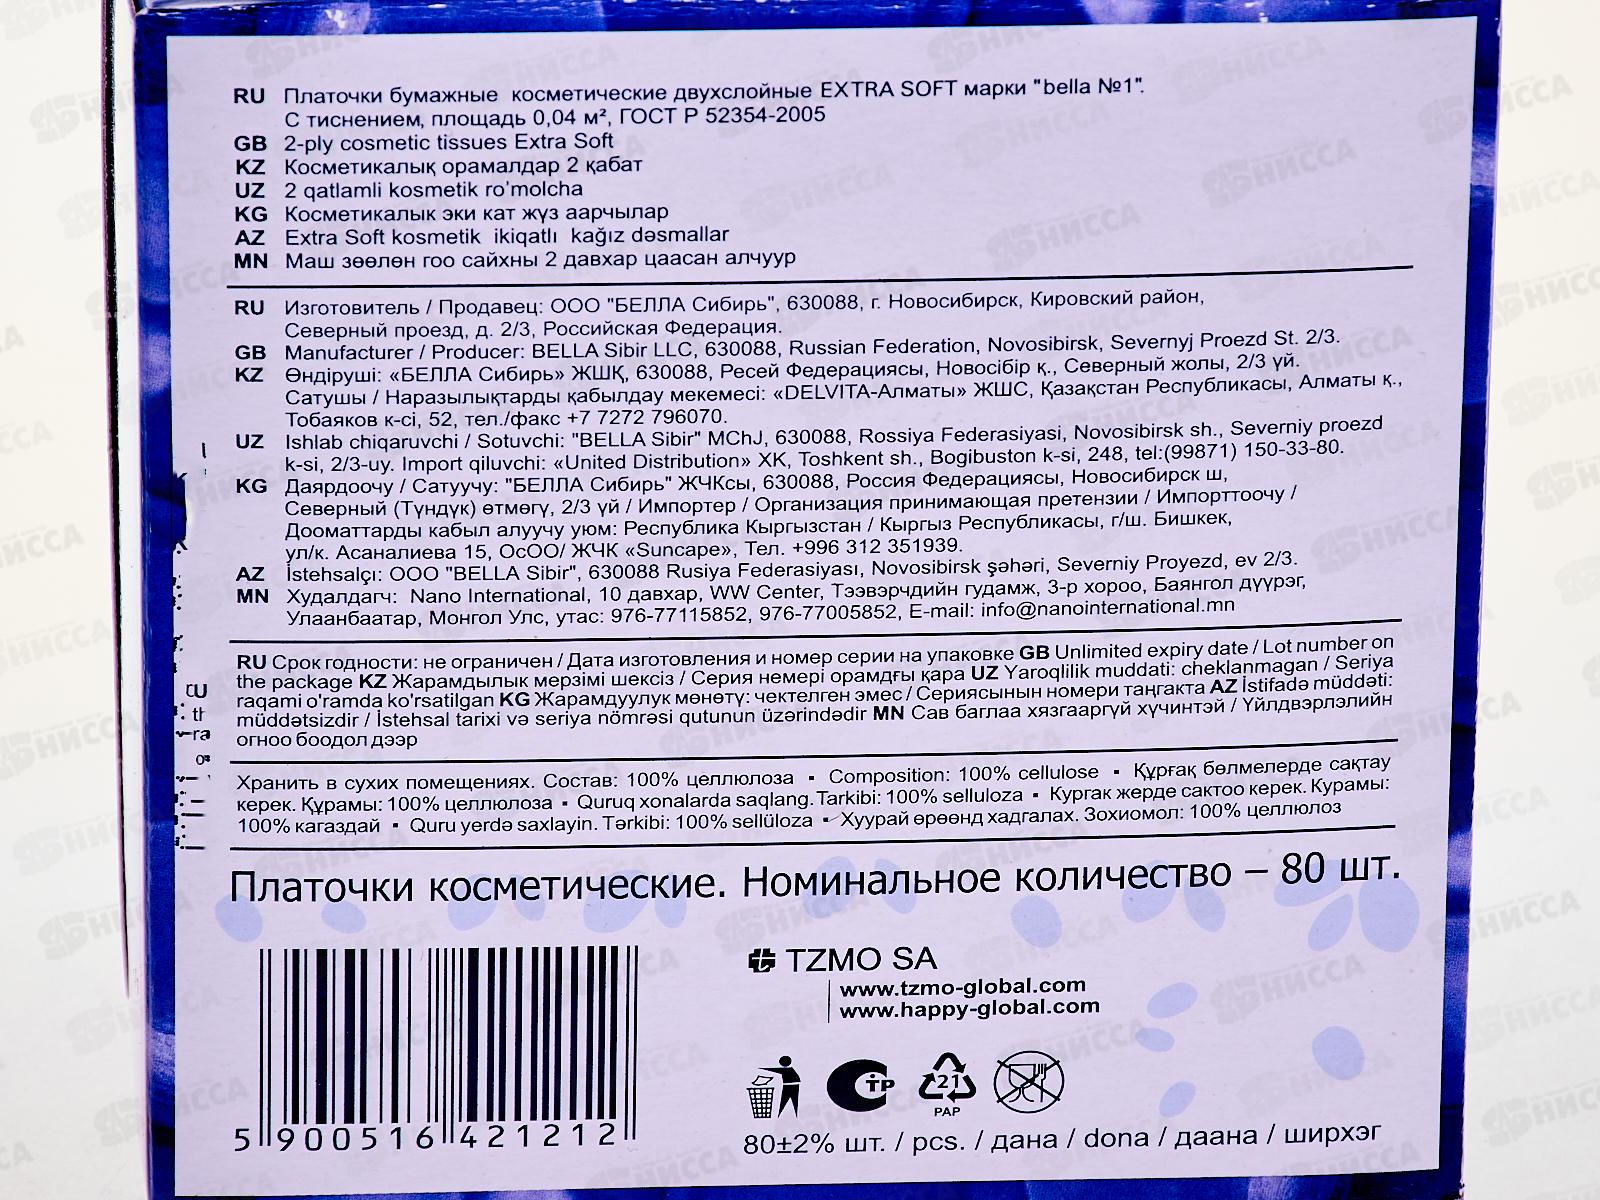 RU Платочки бумажные косметические двухслойные EXTRA SOFT марки "bella №1".
С тиснением, площадь 0,04 м², ГОСТ Р 52354-2005
GB 2-ply cosmetic tissues Extra Soft
KZ Косметикалық орамалдар 2 қабат
UZ 2 qatlamli kosmetik ro'molcha
KG Косметикалык эки кат жүз аарчылар
AZ Extra Soft kosmetik ikiqatlı kağız dəsmallar
MN Маш зөөлөн гоо сайхны 2 давхар цаасан алчуур
RU Изготовитель / Продавец: ООО "БЕЛЛА Сибирь", 630088, г. Новосибирск, Кировский район,
Северный проезд, д. 2/3, Российская Федерация.
GB Manufacturer / Producer: BELLA Sibir LLC, 630088, Russian Federation, Novosibirsk, Severnyj Proezd St. 2/3.
KZ Өндіруші: «БЕЛЛА Сибирь» ЖШҚ, 630088, Ресей Федерациясы, Новосібір қ., Северный жолы, 2/3 үй.
Сатушы / Наразылықтарды қабылдау мекемесі: «DELVITA-Алматы» ЖШС, Қазақстан Республикасы, Алматы қ.,
Тобаяков к-сі, 52, тел./факс +7 7272 796070.
UZ Ishlab chiqaruvchi / Sotuvchi: "BELLA Sibir" MChJ, 630088, Rossiya Federasiyasi, Novosibirsk sh., Severniy proezd
k-si, 2/3-uy. Import qiluvchi: «United Distribution» XK, Toshkent sh., Bogibuston k-si, 248, tel:(99871) 150-33-80.
KG Даярдоочу / Сатуучу: "БЕЛЛА Сибирь" ЖЧКсы, 630088, Россия Федерациясы, Новосибирск ш,
Северный (Түндүк) өтмөгү, 2/3 үй / Импортер / Организация принимающая претензии / Импорттоочу /
Дооматтарды кабыл алуучу уюм: Республика Кыргызстан / Кыргыз Республикасы, г/ш. Бишкек,
ул/к. Асаналиева 15, ОсОО/ ЖЧК «Suncape», Тел. +996 312 351939.
AZ İstehsalçı: OOO "BELLA Sibir", 630088 Rusiya Federasiyası, Novosibirsk şəhəri, Severniy Proyezd, ev 2/3.
MN Худалдагч: Nano International, 10 давхар, WW Center, Тээвэрчдийн гудамж, 3-р хороо, Баянгол дүүрэг,
Улаанбаатар, Монгол Улс, утас: 976-77115852, 976-77005852, E-mail: info@nanointernational.mn
RU Срок годности: не ограничен / Дата изготовления и номер серии на упаковке GB Unlimited expiry date / Lot number on
the package KZ Жарамдылық мерзімі шексіз / Серия немері орамдғы қара UZ Yaroqlilik muddati: cheklanmagan / Seriya
raqami o'ramda ko'rsatilgan KG Жарамдуулук мөнөтү: чектелген эмес / Сериясынын номери таңгакта AZ İstifadə müddəti:
müddətsizdir / İstehsal tarixi və seriya nömrəsi qutunun üzərindədir MN Сав баглаа хязгааргүй хүчинтэй / Үйлдвэрлэлийн
огноо боодол дээр
Хранить в сухих помещениях. Состав: 100% целлюлоза ▪ Composition: 100% cellulose ▪ Құрғақ бөлмелерде сақтау
керек. Құрамы: 100% целлюлоза ▪ Quruq xonalarda saqlang. Tarkibi: 100% selluloza ▪ Кургак жерде сактоо керек. Курамы:
100% кагаздай ▪ Quru yerdə saxlayin. Tərkibi: 100% sellüloza ▪ Хуурай өрөөнд хадгалах. Зохиомол: 100% целлюлоз
Платочки косметические. Номинальное количество – 80 шт.
TZMO SA
www.tzmo-global.com
www.happy-global.com
СТР
21
PAP
5 900516 421212
80±2% шт. / pcs. / дана / dona / даана / ширхэг